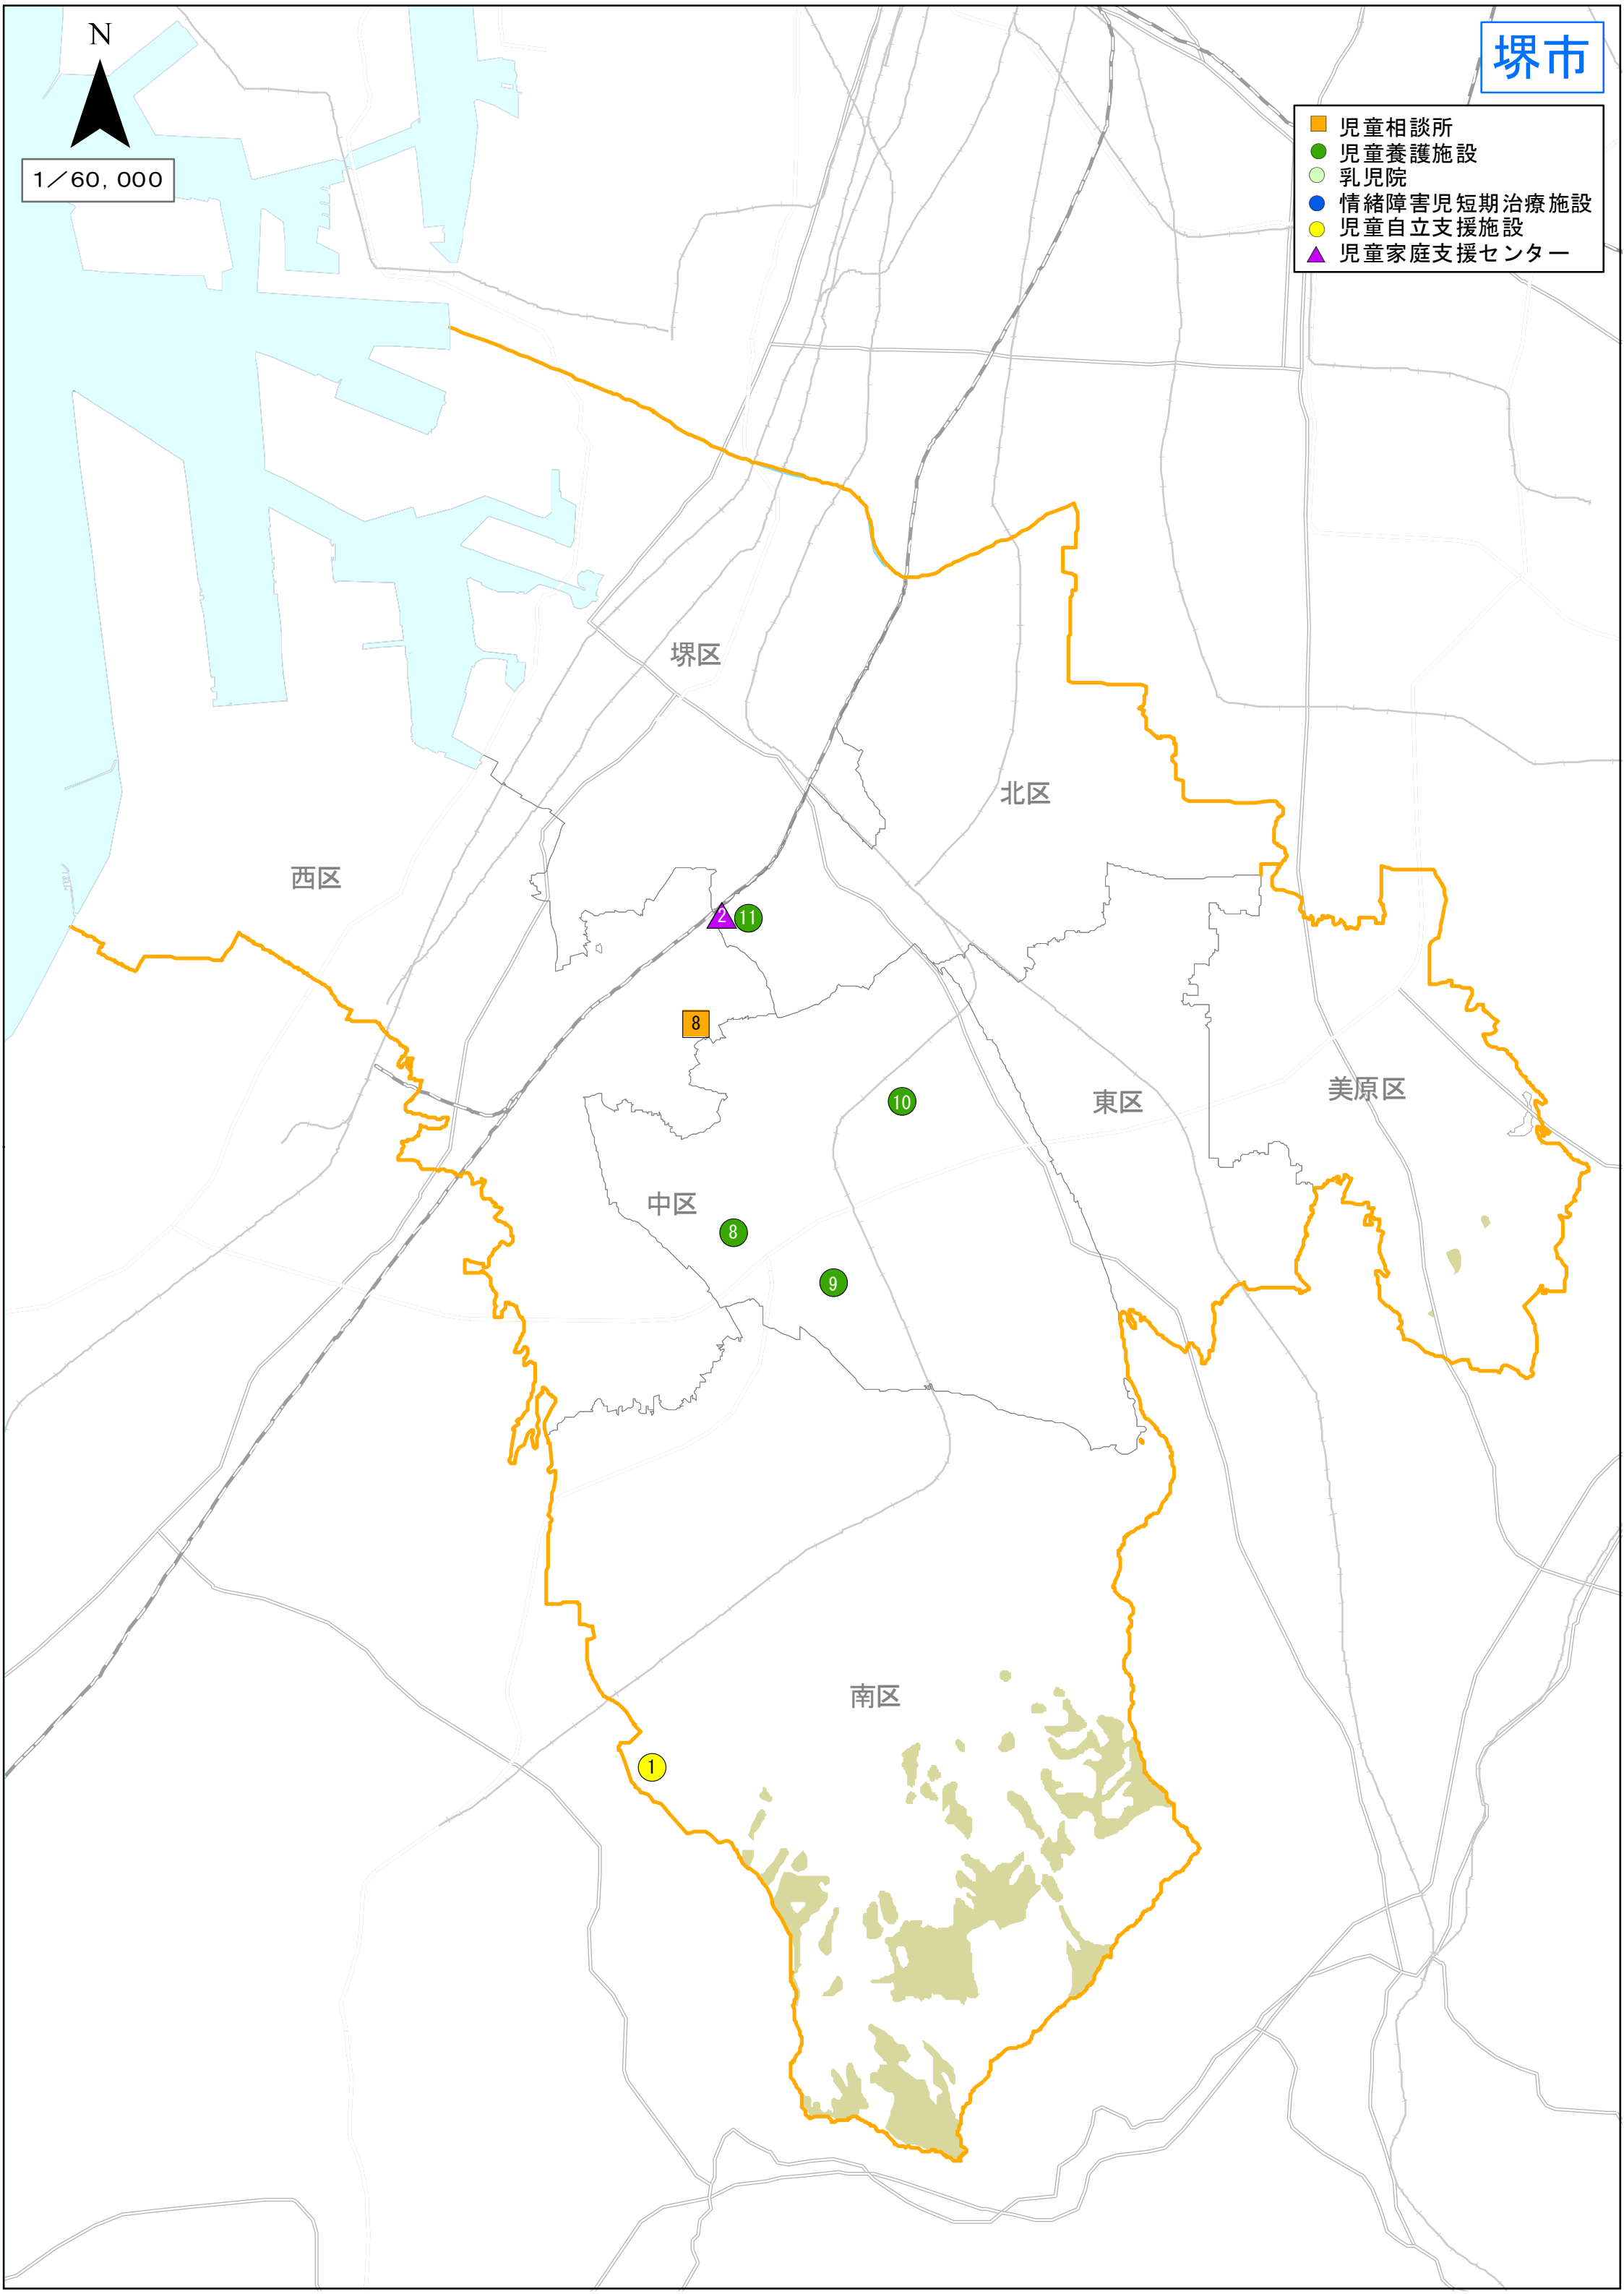 N
1／60,000
堺市
児童相談所
児童養護施設
乳児院
情緒障害児短期治療施設
児童自立支援施設
児童家庭支援センター
堺区
北区
西区
2
11
8
10
東区
美原区
中区
8
9
南区
1